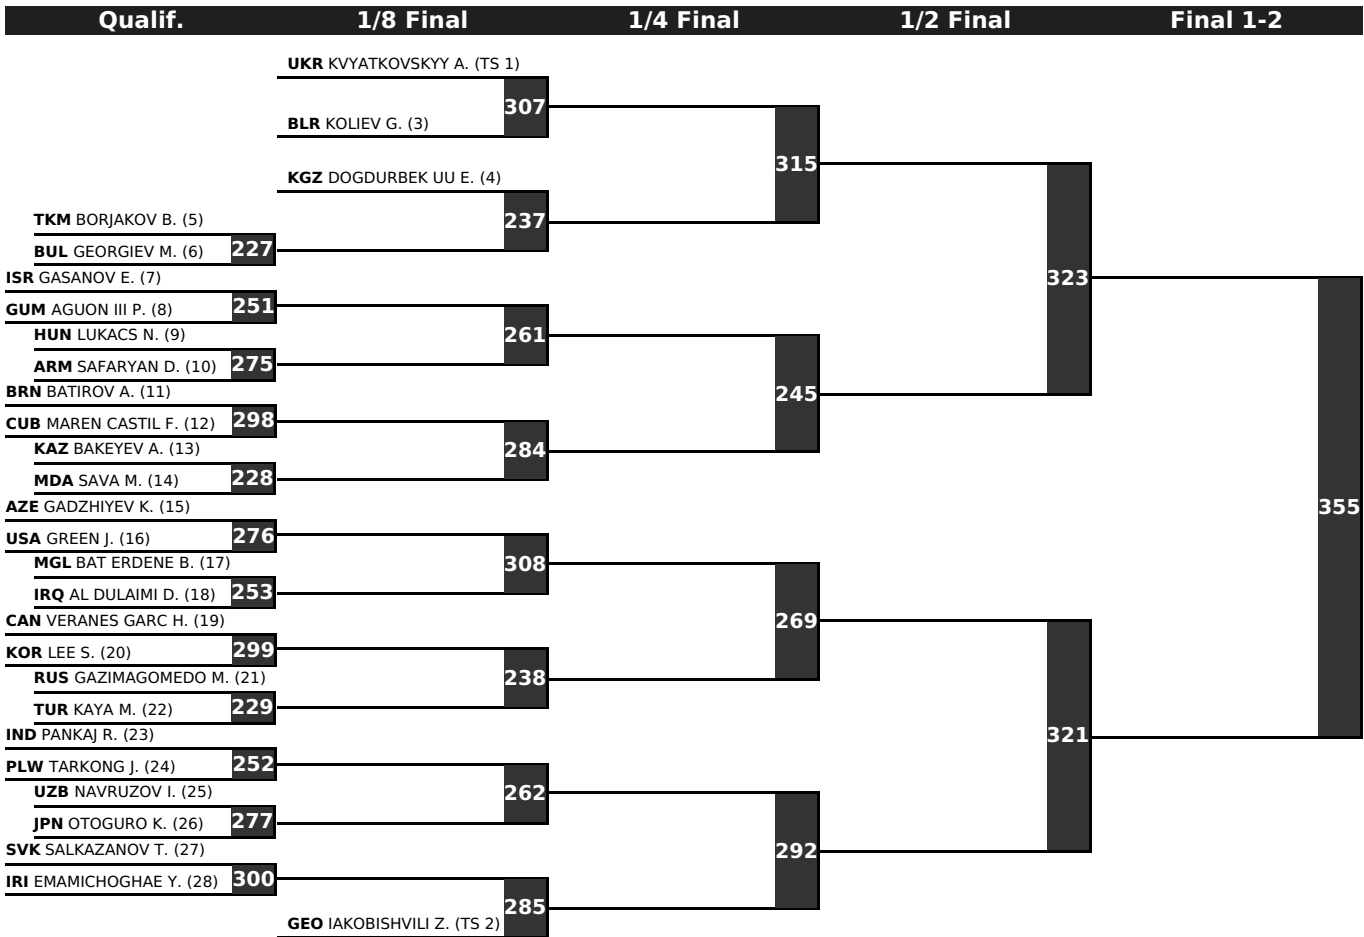 Qualif. 1/8 Final 1/4 Final 1/2 Final Final 1-2
UKR KVYATKOVSKYY A. (TS 1)
307
BLR KOLIEV G. (3)
315
KGZ DOGDURBEK UU E. (4)
237
TKM BORJAKOV B. (5)
BUL GEORGIEV M. (6) 227
323
ISR GASANOV E. (7)
GUM AGUON III P. (8) 251
261
HUN LUKACS N. (9)
ARM SAFARYAN D. (10) 275
245
BRN BATIROV A. (11)
CUB MAREN CASTIL F. (12) 298
284
KAZ BAKEYEV A. (13)
MDA SAVA M. (14) 228
355
AZE GADZHIYEV K. (15)
USA GREEN J. (16) 276
308
MGL BAT ERDENE B. (17)
IRQ AL DULAIMI D. (18) 253
269
CAN VERANES GARC H. (19)
KOR LEE S. (20) 299
238
RUS GAZIMAGOMEDO M. (21)
TUR KAYA M. (22) 229
321
IND PANKAJ R. (23)
PLW TARKONG J. (24) 252
262
UZB NAVRUZOV I. (25)
JPN OTOGURO K. (26) 277
292
SVK SALKAZANOV T. (27)
IRI EMAMICHOGHAE Y. (28) 300
285
GEO IAKOBISHVILI Z. (TS 2)